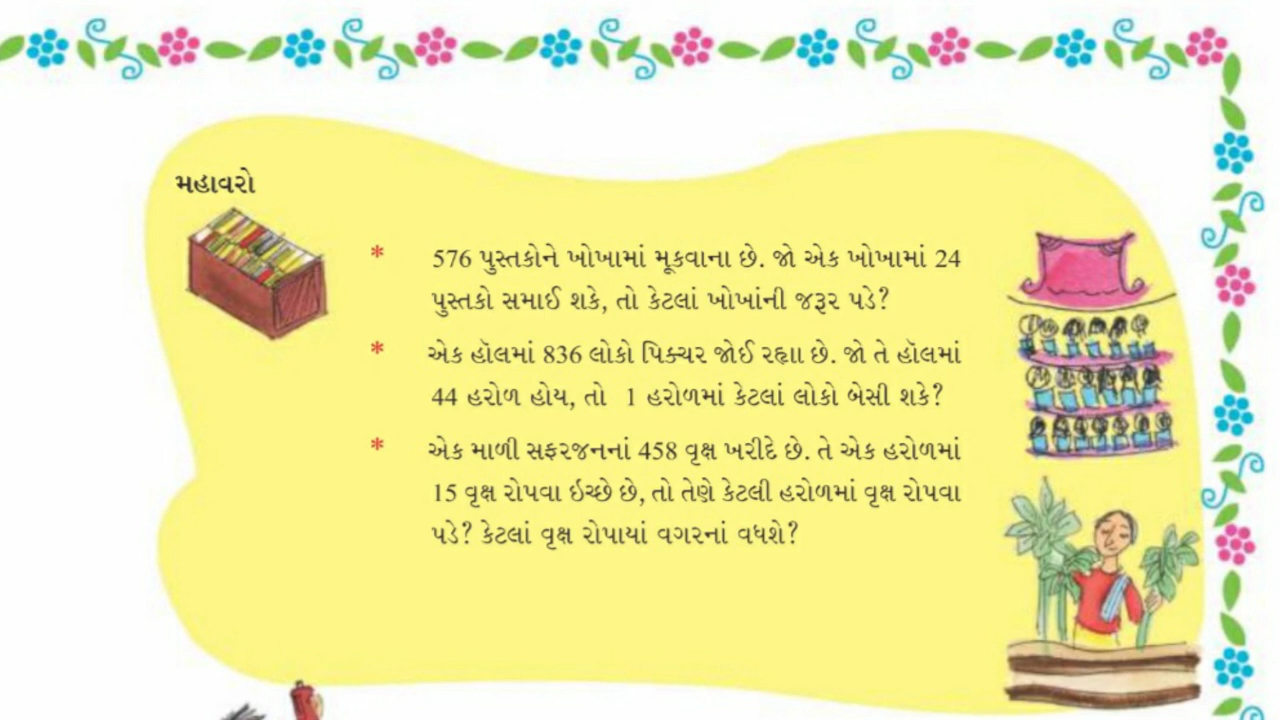 મહાવરો
* 576 પુસ્તકોને ખોખામાં મૂકવાના છે. જો એક ખોખામાં 24
પુસ્તકો સમાઈ શકે, તો કેટલાં ખોખાંની જરૂર પડે?
* એક હૉલમાં 836 લોકો પિક્ચર જોઈ રહ્યા છે. જો તે હૉલમાં
44 હરોળ હોય, તો 1 હરોળમાં કેટલાં લોકો બેસી શકે?
* એક માળી સફરજનનાં 458 વૃક્ષ ખરીદે છે. તે એક હરોળમાં
15 વૃક્ષ રોપવા ઇચ્છે છે, તો તેણે કેટલી હરોળમાં વૃક્ષ રોપવા
પડે? કેટલાં વૃક્ષ રોપાયાં વગરનાં વધશે?